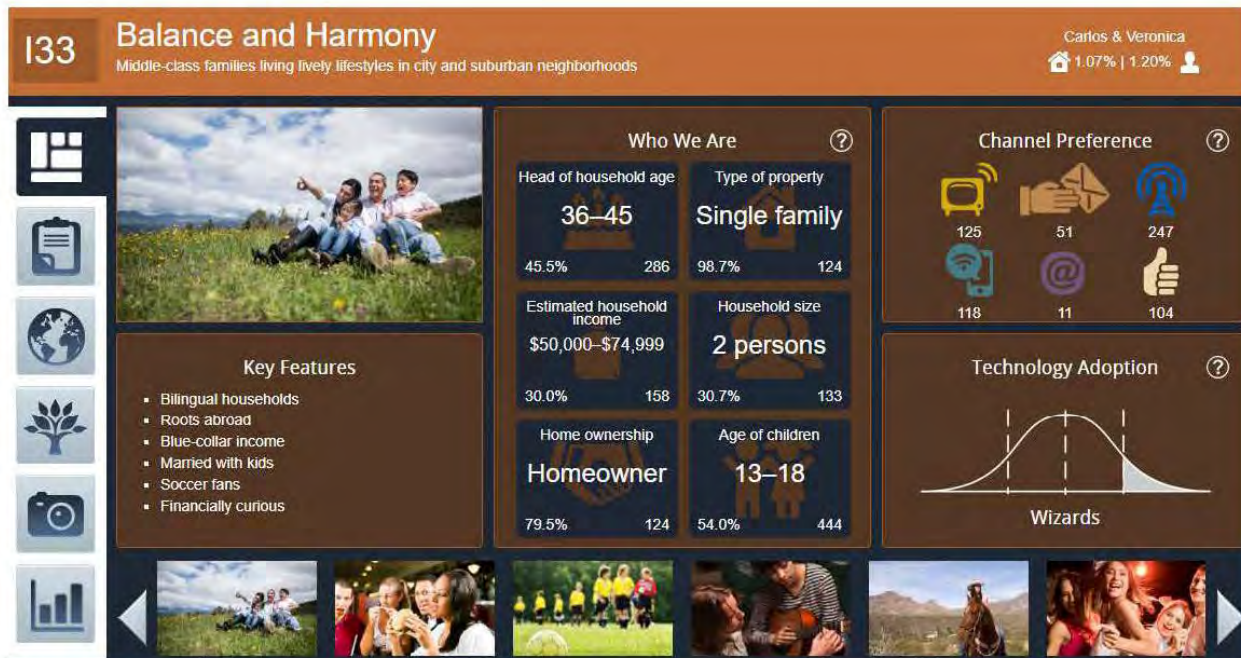 I33
Balance and Harmony
Middle-class families living lively lifestyles in city and suburban neighborhoods
Carlos & Veronica
1.07% | 1.20%
Key Features
Bilingual households
Roots abroad
Blue-collar income
Married with kids
Soccer fans
Financially curious
Who We Are
?
Head of household age
36–45
45.5% 286
Type of property
Single family
98.7% 124
Estimated household
income
$50,000–$74,999
30.0% 158
Household size
2 persons
30.7% 133
Home ownership
Homeowner
79.5% 124
Age of children
13–18
54.0% 444
Channel Preference
?
125 51 247
@
118 11 104
Technology Adoption
?
Wizards